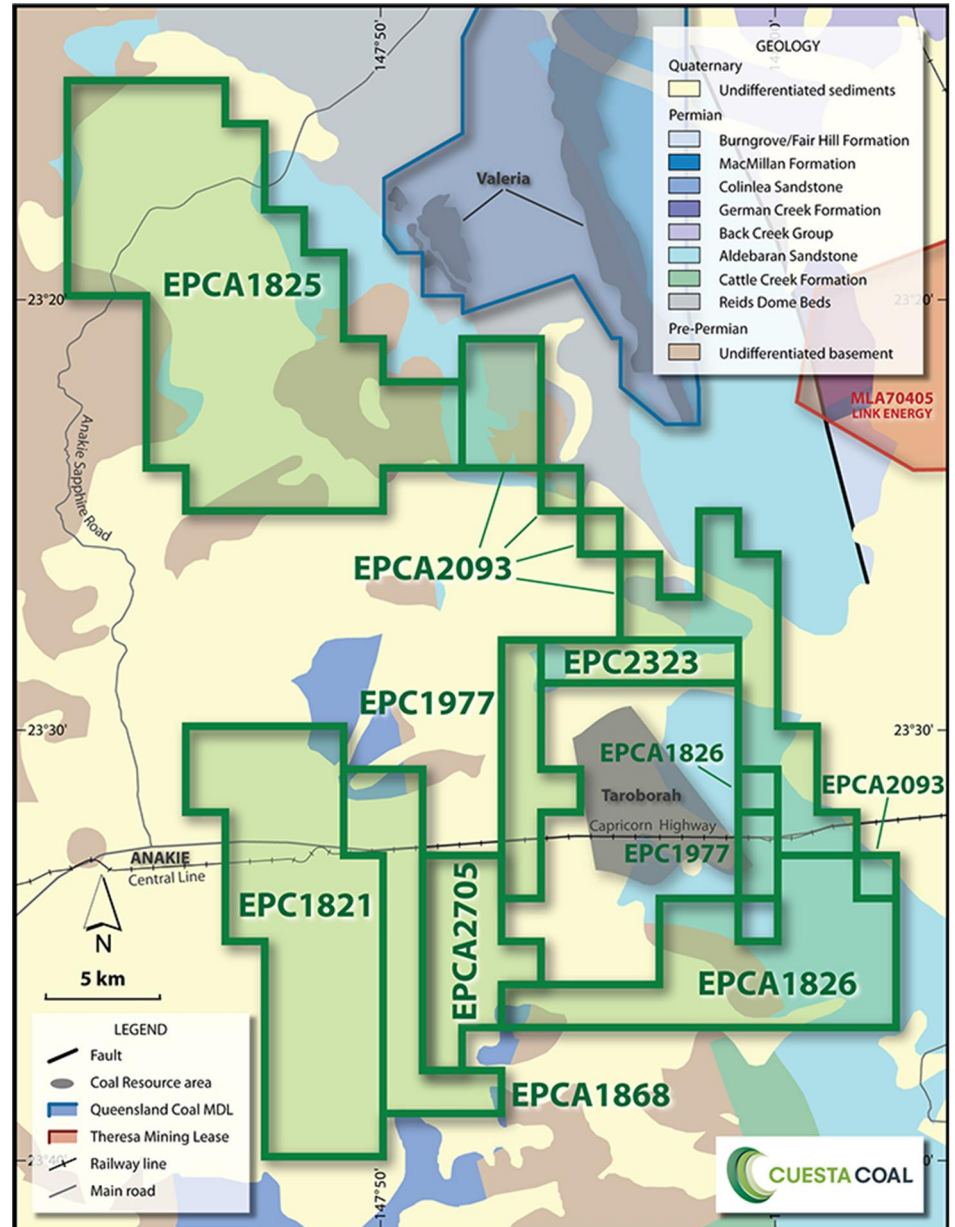 147°50'
GEOLOGY
Quaternary
Undifferentiated sediments
Permian
Burngrove/Fair Hill Formation
MacMillan Formation
Colinlea Sandstone
German Creek Formation
Back Creek Group
Aldebaran Sandstone
Cattle Creek Formation
Reids Dome Beds
Pre-Permian
Undifferentiated basement
Valeria
EPCA1825
23°20'
23°20'
MLA70405
LINK ENERGY
Anakie Sapphire Road
EPCA2093
EPC2323
EPC1977
23°30'
23°30'
EPCA1826
EPCA2093
Taroborah
Capricorn Highway
EPC1977
ANAKIE
Central Line
EPC1821
EPCA2705
N
5 km
EPCA1826
LEGEND
Fault
Coal Resource area
Queensland Coal MDL
Theresa Mining Lease
Railway line
Main road
EPCA1868
23°40'
147°50'
CUESTA COAL